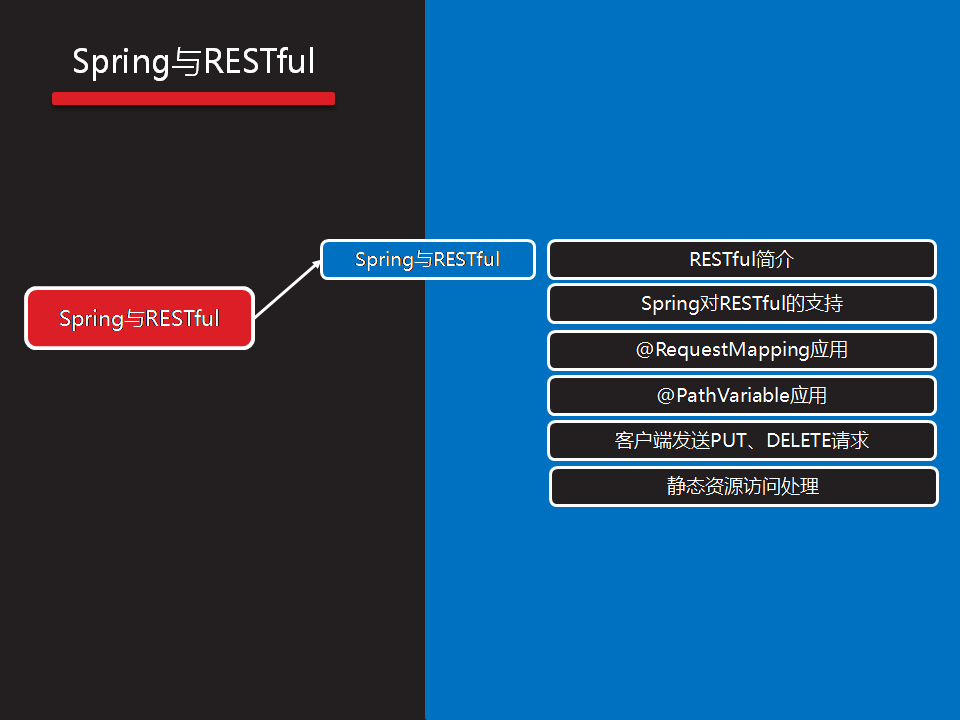 Spring与RESTful
Spring与RESTful
Spring与RESTful
RESTful简介
Spring对RESTful的支持
@RequestMapping应用
@PathVariable应用
客户端发送PUT、DELETE请求
静态资源访问处理